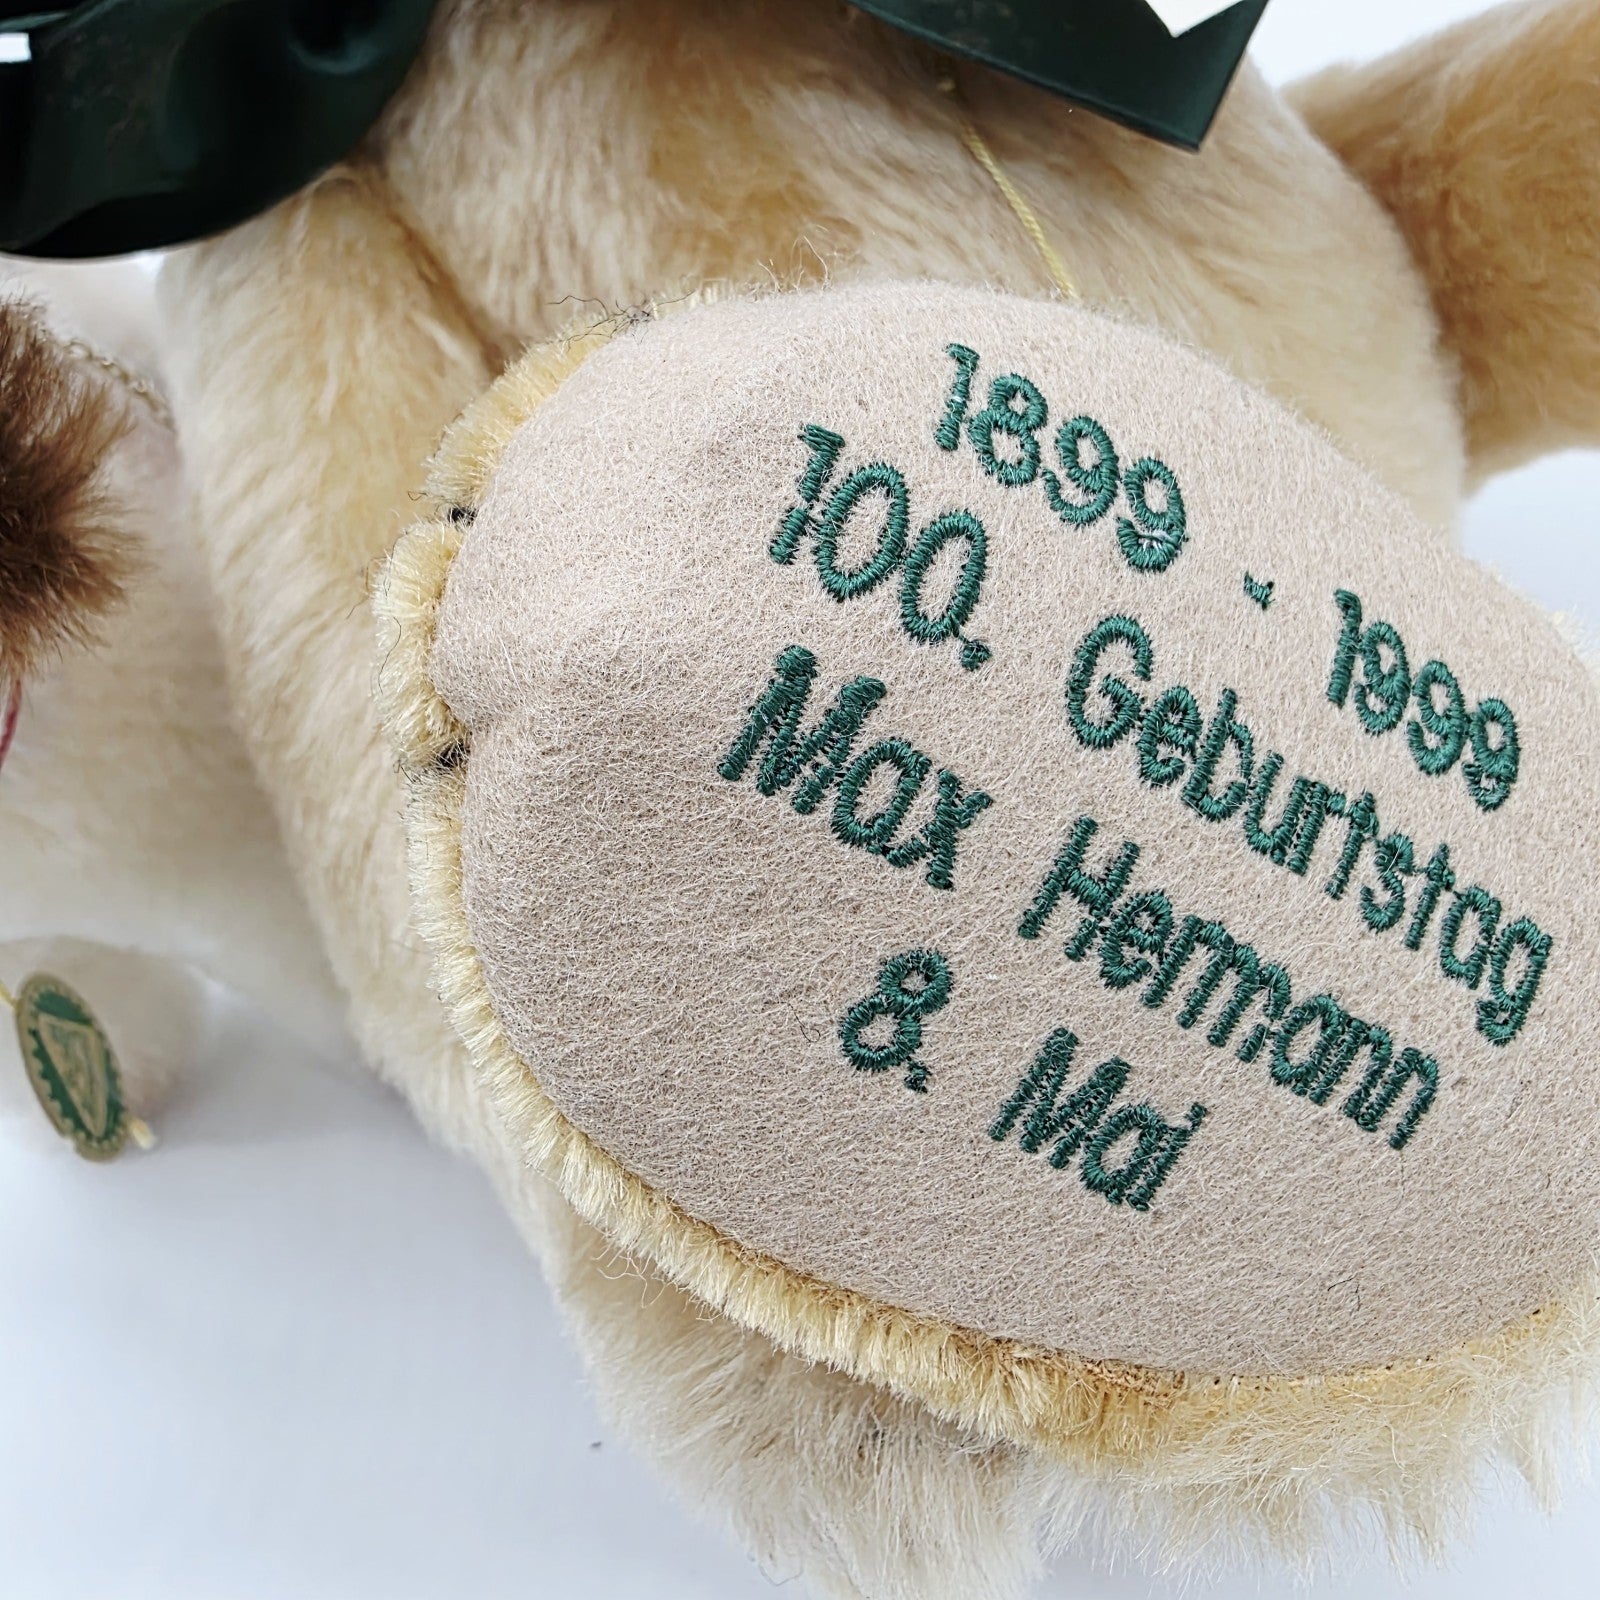 1899 - 1999
100. Geburtstag
Max Hermann
8. Mai